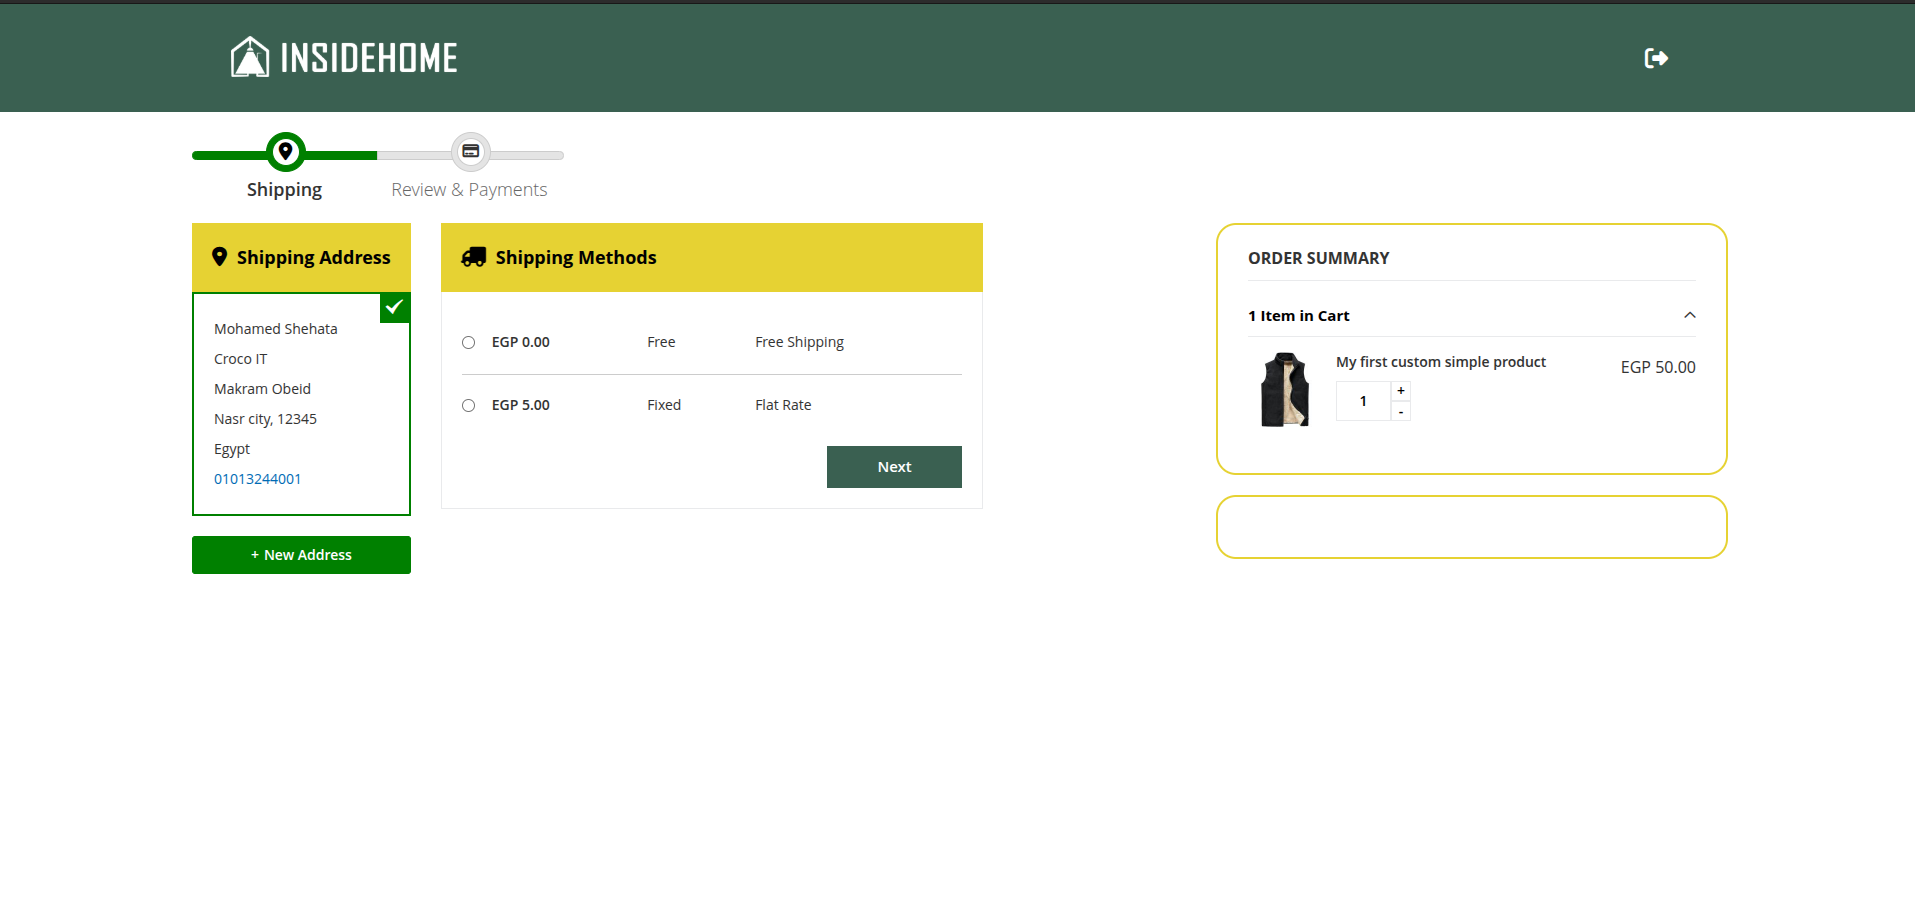 INSIDEHOME
Shipping
Review & Payments
Shipping Address
Mohamed Shehata
Croco IT
Makram Obeid
Nasr city, 12345
Egypt
01013244001
+ New Address
Shipping Methods
EGP 0.00 Free Free Shipping
EGP 5.00 Fixed Flat Rate
Next
ORDER SUMMARY
1 Item in Cart
My first custom simple product
EGP 50.00
1
+
-